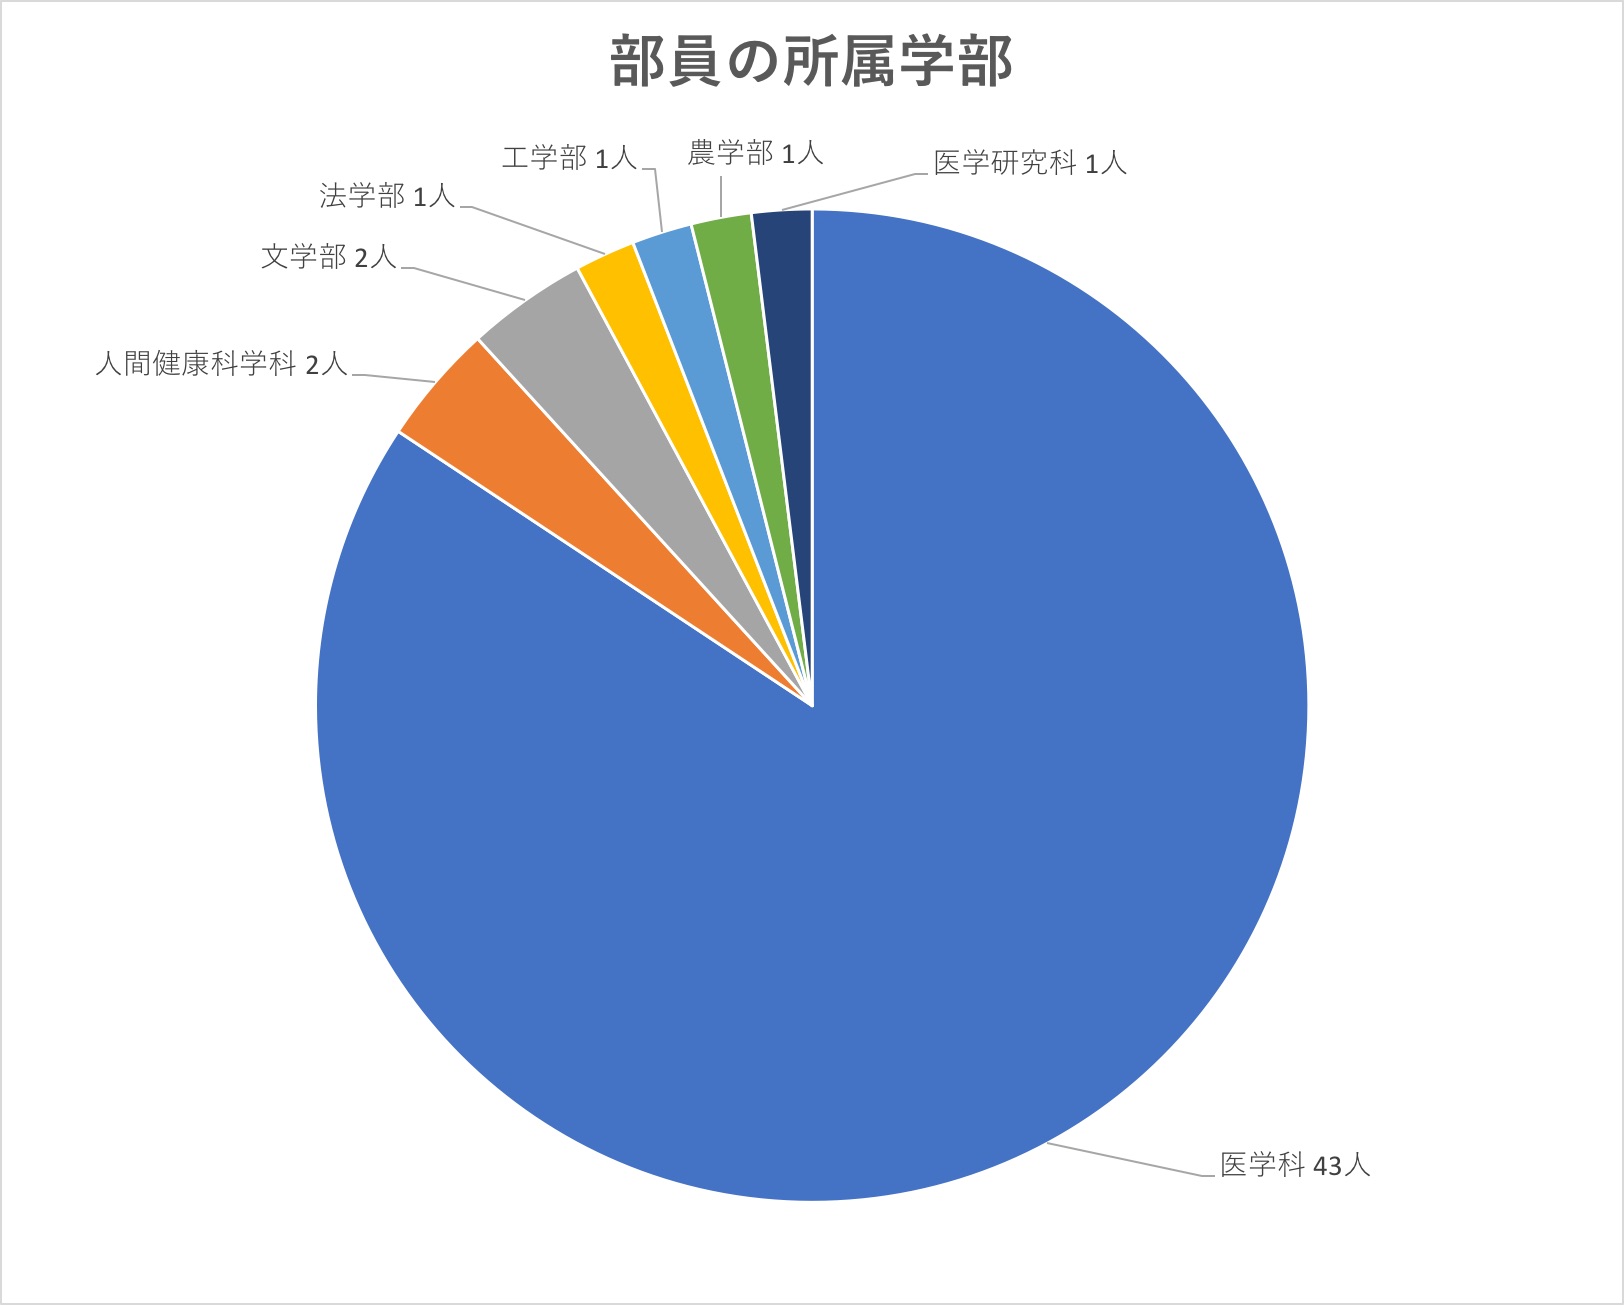 部員の所属学部
工学部 1人
農学部 1人
医学研究科 1人
法学部 1人
文学部 2人
人間健康科学科 2人
医学科 43人